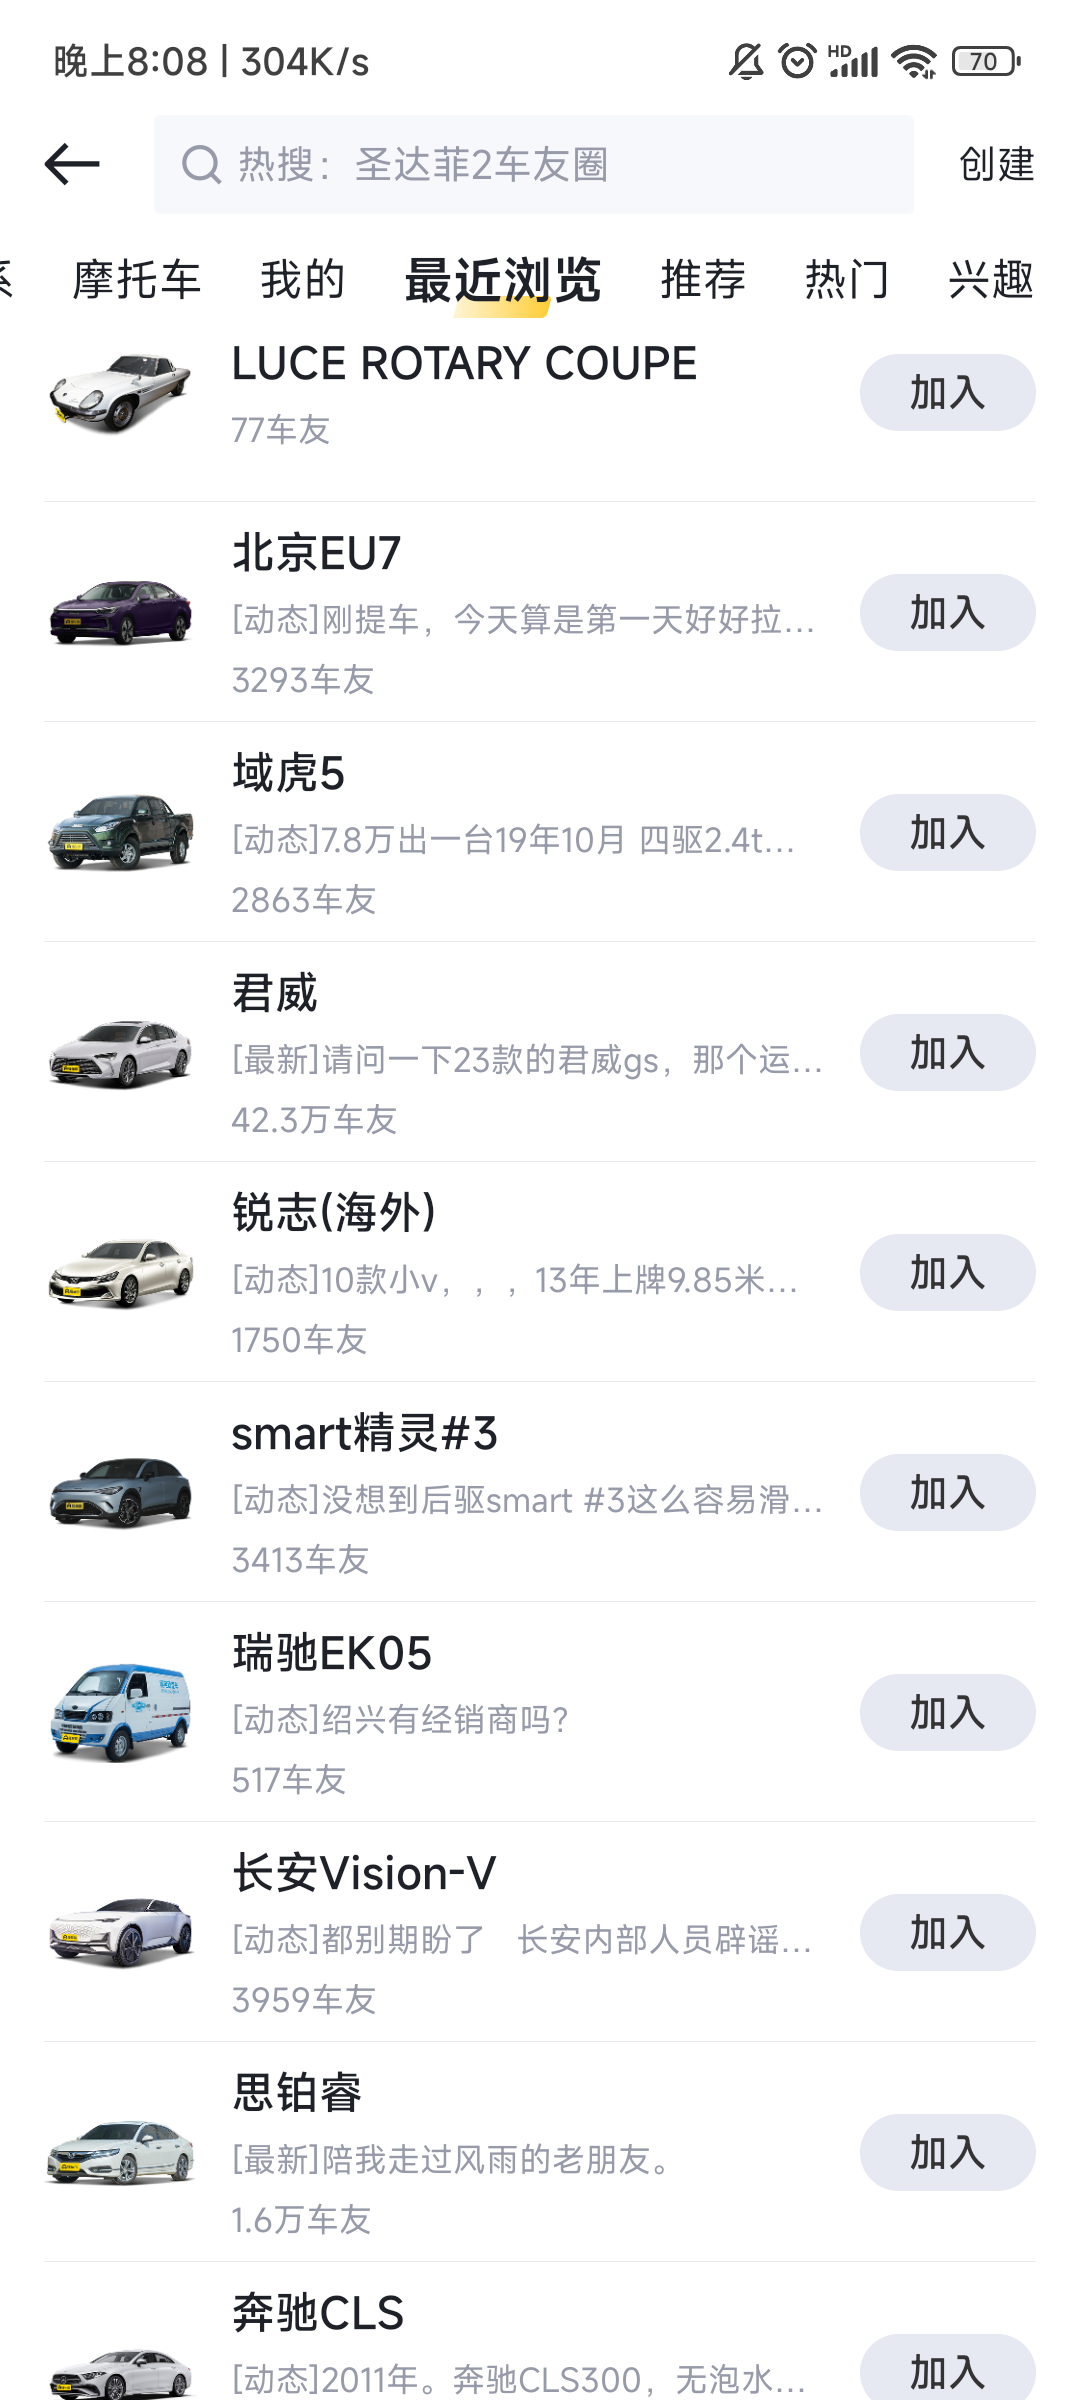 晚上8:08 | 304K/s
HD
70
热搜：圣达菲2车友圈
创建
摩托车 我的 最近浏览 推荐 热门 兴趣
LUCE ROTARY COUPE
77车友
加入
北京EU7
[动态]刚提车，今天算是第一天好好拉...
3293车友
加入
域虎5
[动态]7.8万出一台19年10月 四驱2.4t...
2863车友
加入
君威
[最新]请问一下23款的君威gs，那个运...
42.3万车友
加入
锐志(海外)
[动态]10款小v，，，13年上牌9.85米...
1750车友
加入
smart精灵#3
[动态]没想到后驱smart #3这么容易滑...
3413车友
加入
瑞驰EK05
[动态]绍兴有经销商吗？
517车友
加入
长安Vision-V
[动态]都别期盼了　长安内部人员辟谣...
3959车友
加入
思铂睿
[最新]陪我走过风雨的老朋友。
1.6万车友
加入
奔驰CLS
[动态]2011年。奔驰CLS300，无泡水...
加入